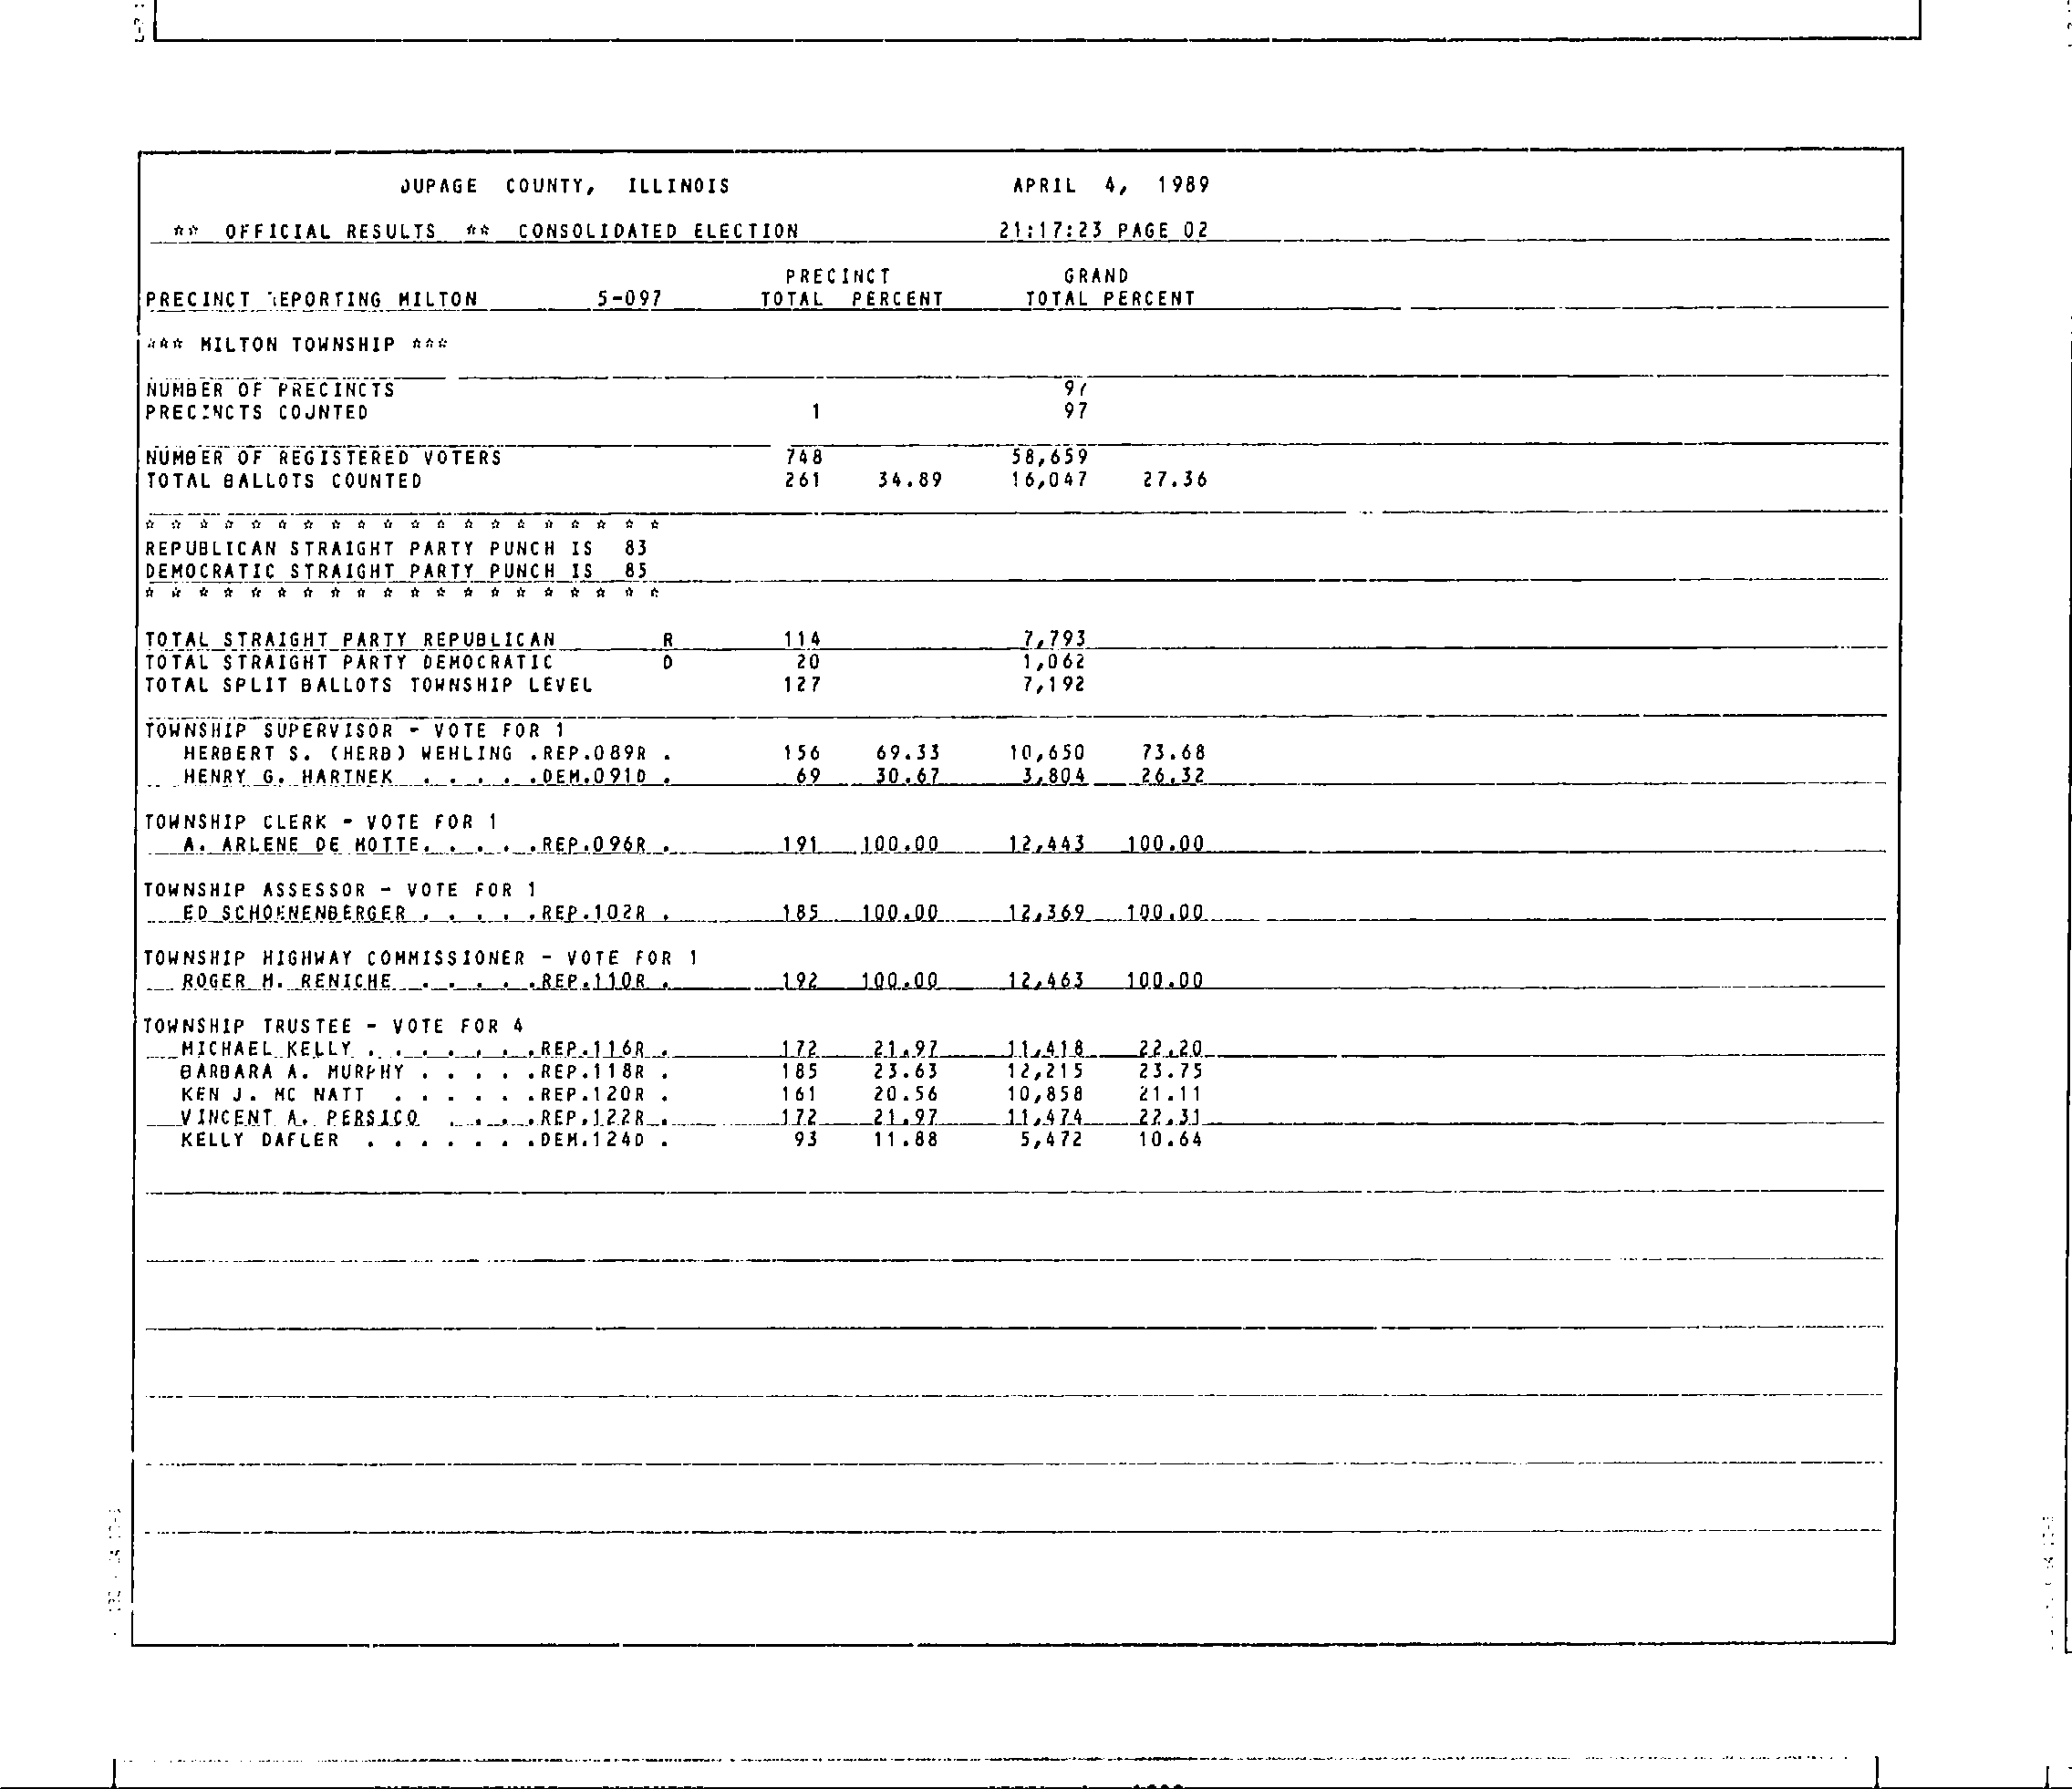 DUPAGE COUNTY, ILLINOIS APRIL 4, 1989
** OFFICIAL RESULTS ** CONSOLIDATED ELECTION 21:17:23 PAGE 02
PRECINCT GRAND
PRECINCT REPORTING MILTON 5-097 TOTAL PERCENT TOTAL PERCENT
*** MILTON TOWNSHIP ***
NUMBER OF PRECINCTS 97
PRECINCTS COUNTED 1 97
NUMBER OF REGISTERED VOTERS 748 58,659
TOTAL BALLOTS COUNTED 261 34.89 16,047 27.36
* * * * * * * * * * * * * * * * * * * *
REPUBLICAN STRAIGHT PARTY PUNCH IS 83
DEMOCRATIC STRAIGHT PARTY PUNCH IS 85
* * * * * * * * * * * * * * * * * * * *
TOTAL STRAIGHT PARTY REPUBLICAN R 114 7,793
TOTAL STRAIGHT PARTY DEMOCRATIC D 20 1,062
TOTAL SPLIT BALLOTS TOWNSHIP LEVEL 127 7,192
TOWNSHIP SUPERVISOR - VOTE FOR 1
HERBERT S. (HERB) WEHLING .REP.089R . 156 69.33 10,650 73.68
HENRY G. HARTNEK . . . . .DEM.091D . 69 30.67 3,804 26.32
TOWNSHIP CLERK - VOTE FOR 1
A. ARLENE DE MOTTE. . . . .REP.096R . 191 100.00 12,443 100.00
TOWNSHIP ASSESSOR - VOTE FOR 1
ED SCHOENENBERGER . . . . .REP.102R . 185 100.00 12,369 100.00
TOWNSHIP HIGHWAY COMMISSIONER - VOTE FOR 1
ROGER M. RENICHE . . . . .REP.110R . 192 100.00 12,463 100.00
TOWNSHIP TRUSTEE - VOTE FOR 4
MICHAEL KELLY . . . . . . .REP.116R . 172 21.97 11,418 22.20
BARBARA A. MURPHY . . . . .REP.118R . 185 23.63 12,215 23.75
KEN J. MC NATT . . . . . .REP.120R . 161 20.56 10,858 21.11
VINCENT A. PERSICO . . . .REP.122R . 172 21.97 11,474 22.31
KELLY DAFLER . . . . . . .DEM.124D . 93 11.88 5,472 10.64